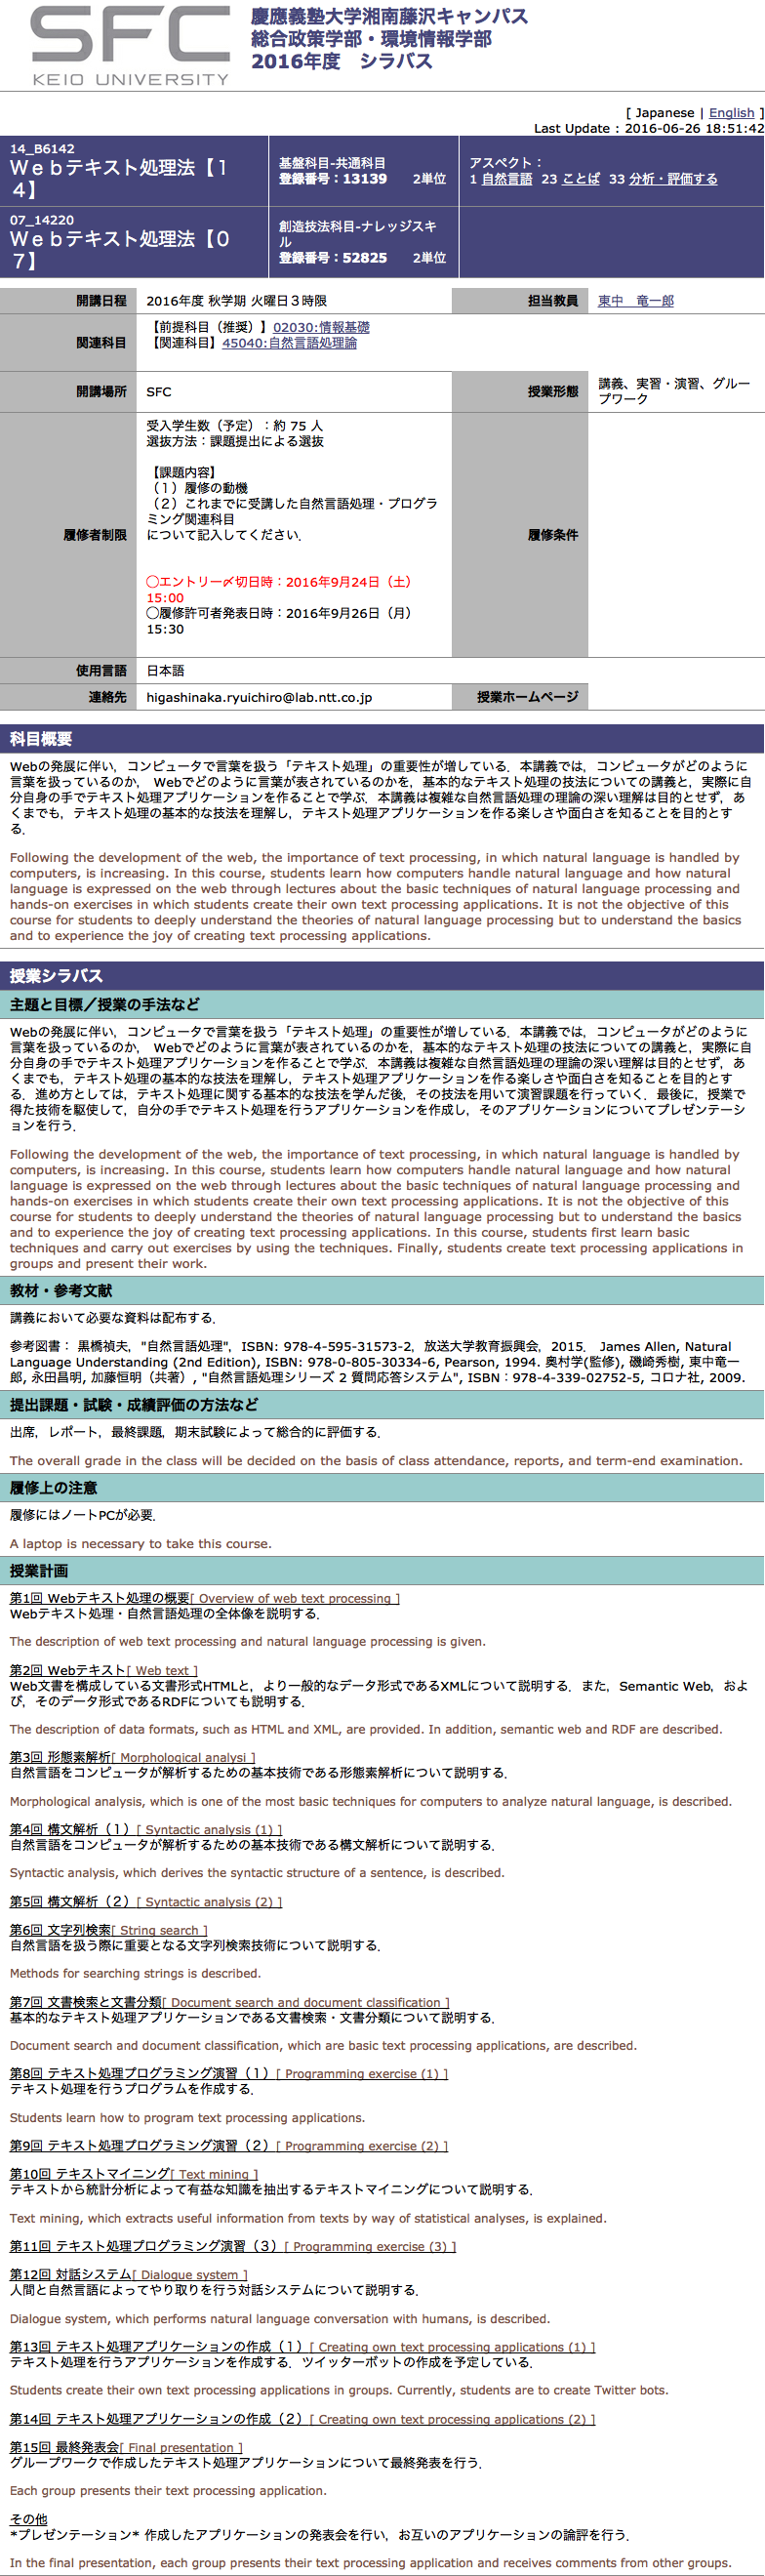 SFC
KEIO UNIVERSITY
慶應義塾大学湘南藤沢キャンパス
総合政策学部・環境情報学部
2016年度　シラバス
[ Japanese | English ]
Last Update : 2016-06-26 18:51:42
14_B6142
Ｗｅｂテキスト処理法【１
４】
基盤科目-共通科目
登録番号：13139　　2単位
アスペクト：
1 自然言語 23 ことば 33 分析・評価する
07_14220
Ｗｅｂテキスト処理法【０
７】
創造技法科目-ナレッジスキ
ル
登録番号：52825　　2単位
開講日程
2016年度 秋学期 火曜日３時限
担当教員
東中　竜一郎
関連科目
【前提科目（推奨）】02030:情報基礎
【関連科目】45040:自然言語処理論
開講場所
SFC
授業形態
講義、実習・演習、グルー
プワーク
履修者制限
受入学生数（予定）：約 75 人
選抜方法：課題提出による選抜
【課題内容】
（１）履修の動機
（２）これまでに受講した自然言語処理・プログラ
ミング関連科目
について記入してください．
◯エントリー〆切日時：2016年9月24日（土）
15:00
◯履修許可者発表日時：2016年9月26日（月）
15:30
履修条件
使用言語
日本語
連絡先
higashinaka.ryuichiro@lab.ntt.co.jp
授業ホームページ
科目概要
Webの発展に伴い，コンピュータで言葉を扱う「テキスト処理」の重要性が増している．本講義では，コンピュータがどのように
言葉を扱っているのか， Webでどのように言葉が表されているのかを，基本的なテキスト処理の技法についての講義と，実際に自
分自身の手でテキスト処理アプリケーションを作ることで学ぶ．本講義は複雑な自然言語処理の理論の深い理解は目的とせず，あ
くまでも，テキスト処理の基本的な技法を理解し，テキスト処理アプリケーションを作る楽しさや面白さを知ることを目的とす
る．
Following the development of the web, the importance of text processing, in which natural language is handled by
computers, is increasing. In this course, students learn how computers handle natural language and how natural
language is expressed on the web through lectures about the basic techniques of natural language processing and
hands-on exercises in which students create their own text processing applications. It is not the objective of this
course for students to deeply understand the theories of natural language processing but to understand the basics
and to experience the joy of creating text processing applications.
授業シラバス
主題と目標／授業の手法など
Webの発展に伴い，コンピュータで言葉を扱う「テキスト処理」の重要性が増している．本講義では，コンピュータがどのように
言葉を扱っているのか， Webでどのように言葉が表されているのかを，基本的なテキスト処理の技法についての講義と，実際に自
分自身の手でテキスト処理アプリケーションを作ることで学ぶ．本講義は複雑な自然言語処理の理論の深い理解は目的とせず，あ
くまでも，テキスト処理の基本的な技法を理解し，テキスト処理アプリケーションを作る楽しさや面白さを知ることを目的とす
る．進め方としては，テキスト処理に関する基本的な技法を学んだ後，その技法を用いて演習課題を行っていく．最後に，授業で
得た技術を駆使して，自分の手でテキスト処理を行うアプリケーションを作成し，そのアプリケーションについてプレゼンテーシ
ョンを行う．
Following the development of the web, the importance of text processing, in which natural language is handled by
computers, is increasing. In this course, students learn how computers handle natural language and how natural
language is expressed on the web through lectures about the basic techniques of natural language processing and
hands-on exercises in which students create their own text processing applications. It is not the objective of this
course for students to deeply understand the theories of natural language processing but to understand the basics
and to experience the joy of creating text processing applications. In this course, students first learn basic
techniques and carry out exercises by using the techniques. Finally, students create text processing applications in
groups and present their work.
教材・参考文献
講義において必要な資料は配布する．
参考図書： 黒橋禎夫，"自然言語処理"，ISBN: 978-4-595-31573-2，放送大学教育振興会，2015． James Allen, Natural
Language Understanding (2nd Edition), ISBN: 978-0-805-30334-6, Pearson, 1994. 奥村学(監修), 磯崎秀樹, 東中竜一
郎, 永田昌明, 加藤恒明（共著）, "自然言語処理シリーズ 2 質問応答システム", ISBN：978-4-339-02752-5, コロナ社, 2009.
提出課題・試験・成績評価の方法など
出席，レポート，最終課題，期末試験によって総合的に評価する．
The overall grade in the class will be decided on the basis of class attendance, reports, and term-end examination.
履修上の注意
履修にはノートPCが必要．
A laptop is necessary to take this course.
授業計画
第1回 Webテキスト処理の概要[ Overview of web text processing ]
Webテキスト処理・自然言語処理の全体像を説明する．
The description of web text processing and natural language processing is given.
第2回 Webテキスト[ Web text ]
Web文書を構成している文書形式HTMLと，より一般的なデータ形式であるXMLについて説明する．また，Semantic Web，およ
び，そのデータ形式であるRDFについても説明する．
The description of data formats, such as HTML and XML, are provided. In addition, semantic web and RDF are described.
第3回 形態素解析[ Morphological analysi ]
自然言語をコンピュータが解析するための基本技術である形態素解析について説明する．
Morphological analysis, which is one of the most basic techniques for computers to analyze natural language, is described.
第4回 構文解析（１）[ Syntactic analysis (1) ]
自然言語をコンピュータが解析するための基本技術である構文解析について説明する．
Syntactic analysis, which derives the syntactic structure of a sentence, is described.
第5回 構文解析（２）[ Syntactic analysis (2) ]
第6回 文字列検索[ String search ]
自然言語を扱う際に重要となる文字列検索技術について説明する．
Methods for searching strings is described.
第7回 文書検索と文書分類[ Document search and document classification ]
基本的なテキスト処理アプリケーションである文書検索・文書分類について説明する．
Document search and document classification, which are basic text processing applications, are described.
第8回 テキスト処理プログラミング演習（１）[ Programming exercise (1) ]
テキスト処理を行うプログラムを作成する．
Students learn how to program text processing applications.
第9回 テキスト処理プログラミング演習（２）[ Programming exercise (2) ]
第10回 テキストマイニング[ Text mining ]
テキストから統計分析によって有益な知識を抽出するテキストマイニングについて説明する．
Text mining, which extracts useful information from texts by way of statistical analyses, is explained.
第11回 テキスト処理プログラミング演習（３）[ Programming exercise (3) ]
第12回 対話システム[ Dialogue system ]
人間と自然言語によってやり取りを行う対話システムについて説明する．
Dialogue system, which performs natural language conversation with humans, is described.
第13回 テキスト処理アプリケーションの作成（１）[ Creating own text processing applications (1) ]
テキスト処理を行うアプリケーションを作成する．ツイッターボットの作成を予定している．
Students create their own text processing applications in groups. Currently, students are to create Twitter bots.
第14回 テキスト処理アプリケーションの作成（２）[ Creating own text processing applications (2) ]
第15回 最終発表会[ Final presentation ]
グループワークで作成したテキスト処理アプリケーションについて最終発表を行う．
Each group presents their text processing application.
その他
*プレゼンテーション* 作成したアプリケーションの発表会を行い，お互いのアプリケーションの論評を行う．
In the final presentation, each group presents their text processing application and receives comments from other groups.